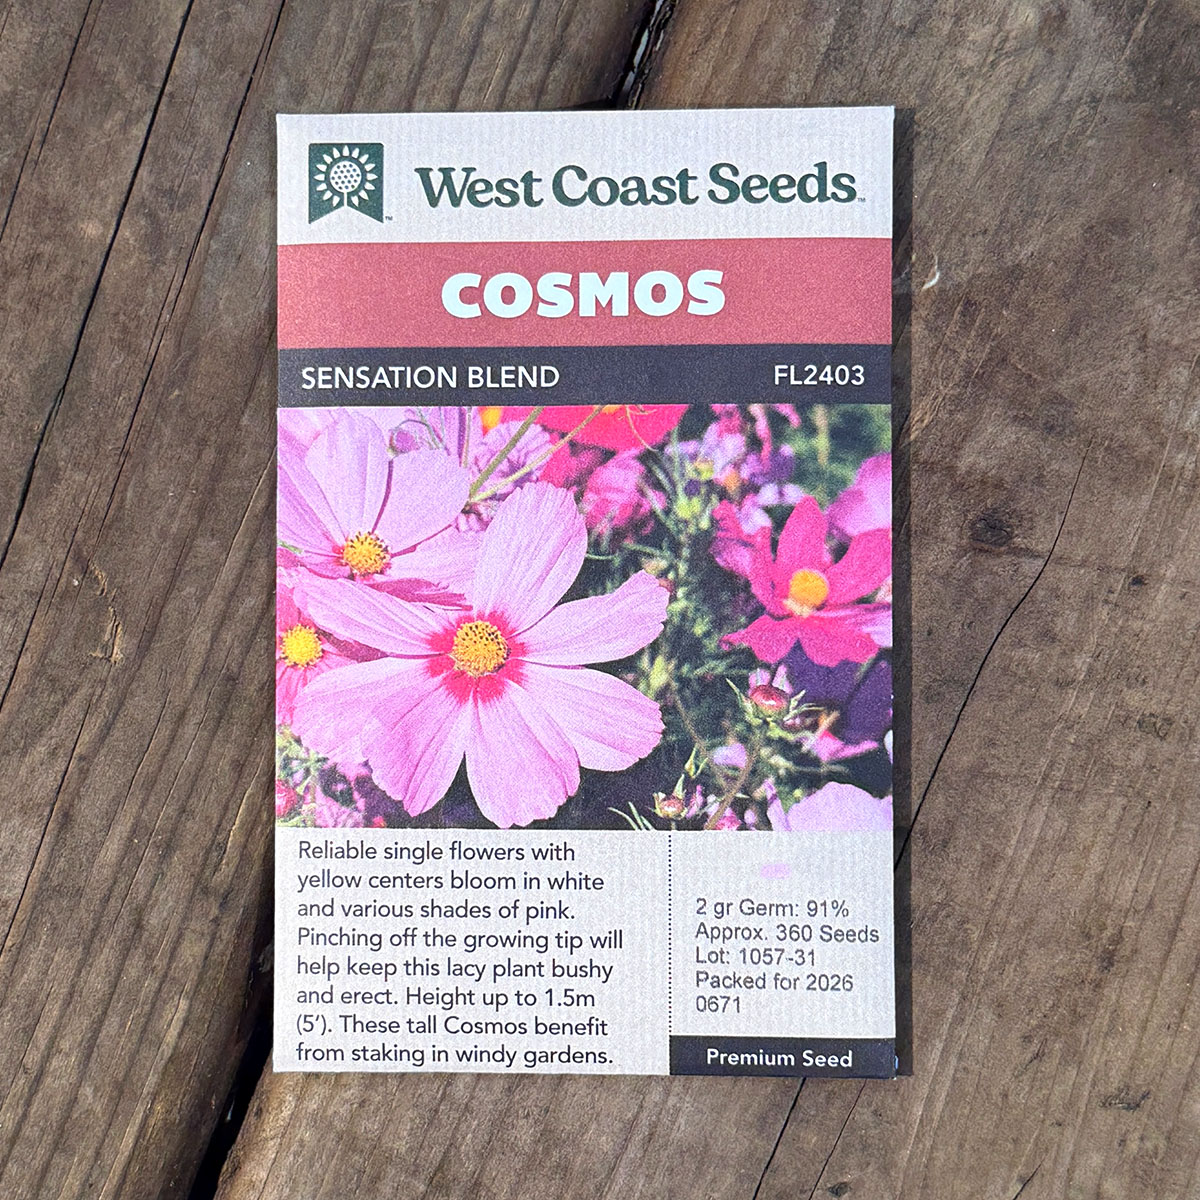 West Coast Seeds™
COSMOS
SENSATION BLEND FL2403
Reliable single flowers with
yellow centers bloom in white
and various shades of pink.
Pinching off the growing tip will
help keep this lacy plant bushy
and erect. Height up to 1.5m
(5'). These tall Cosmos benefit
from staking in windy gardens.
2 gr Germ: 91%
Approx. 360 Seeds
Lot: 1057-31
Packed for 2026
0671
Premium Seed